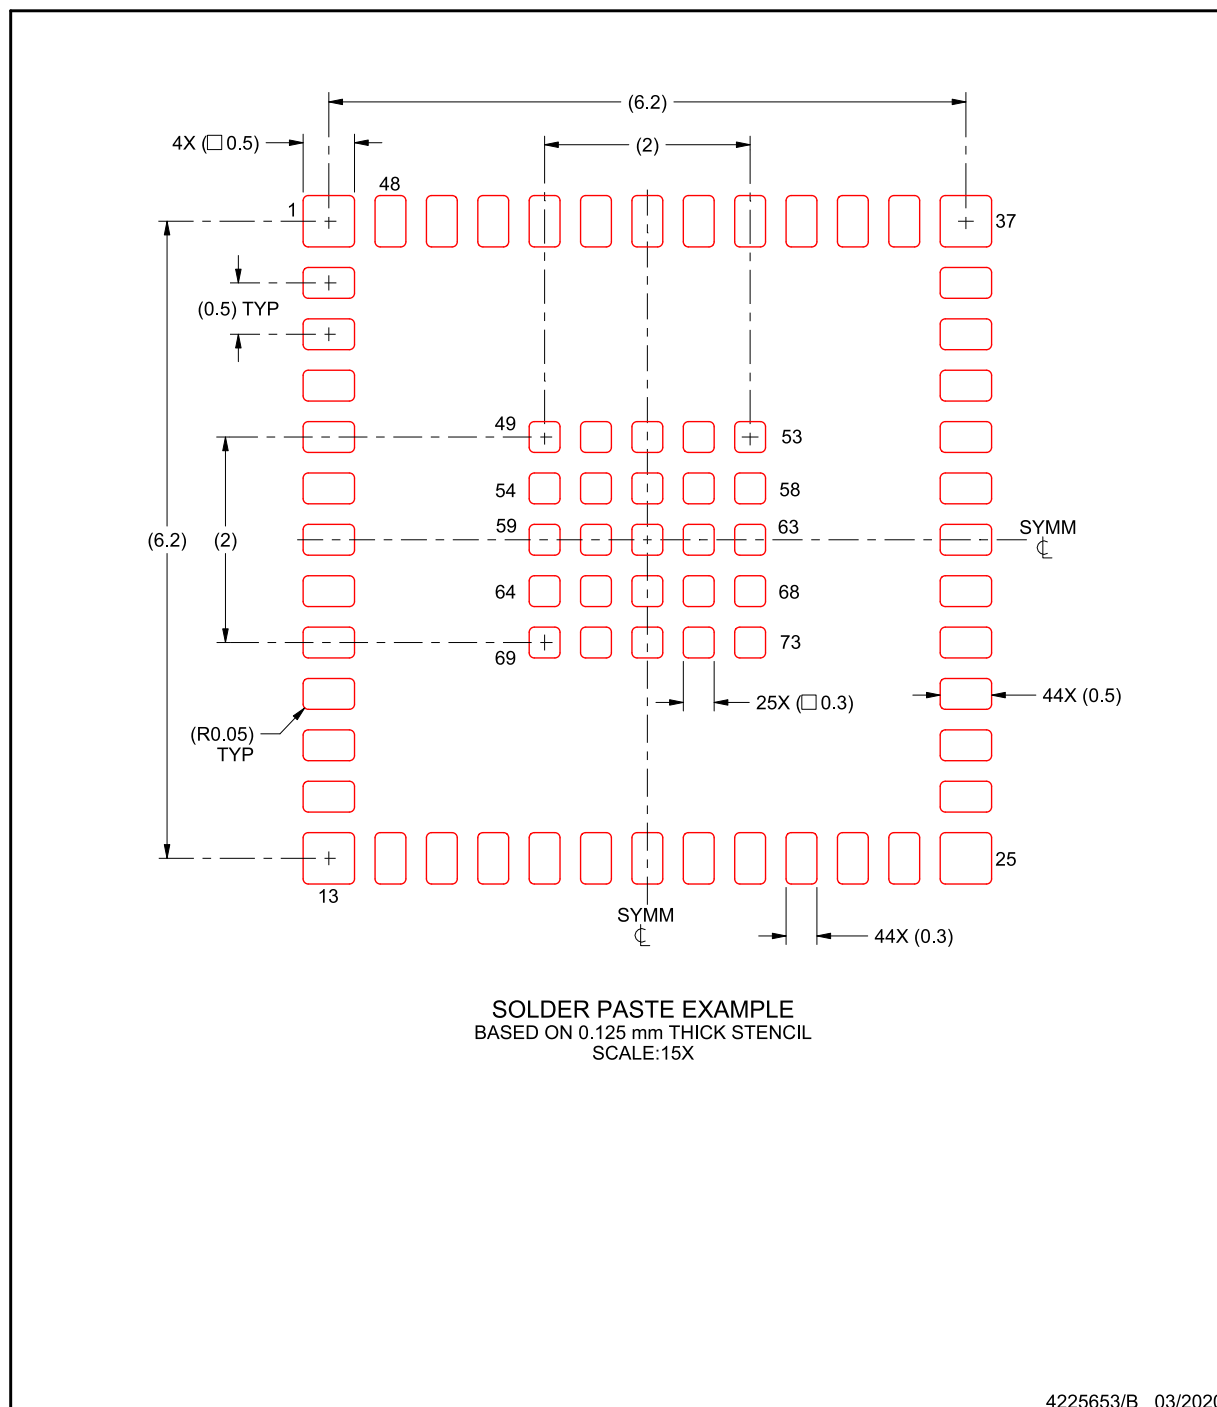 (6.2)
4X (□ 0.5)
(2)
48
1
37
(0.5) TYP
49
53
54
58
59
63
SYMM
℄
(6.2)
(2)
64
68
69
73
25X (□ 0.3)
44X (0.5)
(R0.05)
TYP
25
13
SYMM
℄
44X (0.3)
SOLDER PASTE EXAMPLE
BASED ON 0.125 mm THICK STENCIL
SCALE:15X
4225653/B 03/2020